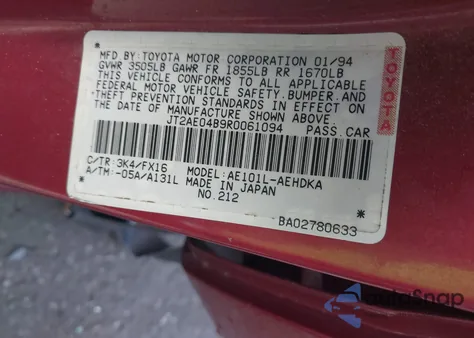 MFD BY TOYOTA MOTOR CORPORATION 01/94
GVWR 3505LB GAWR FR 1855LB RR 1670LB
THIS VEHICLE CONFORMS TO ALL APPLICABLE
FEDERAL MOTOR VEHICLE SAFETY, BUMPER, AND
THEFT PREVENTION STANDARDS IN EFFECT ON
THE DATE OF MANUFACTURE SHOWN ABOVE.
JT2AE04B9R0061094 PASS.CAR
C/TR: 3K4/FX16 MODEL: AE101L-AEHDKA
A/TM: -05A/A131L MADE IN JAPAN
NO.212
BA02780633
TOYOTA
autoSnap